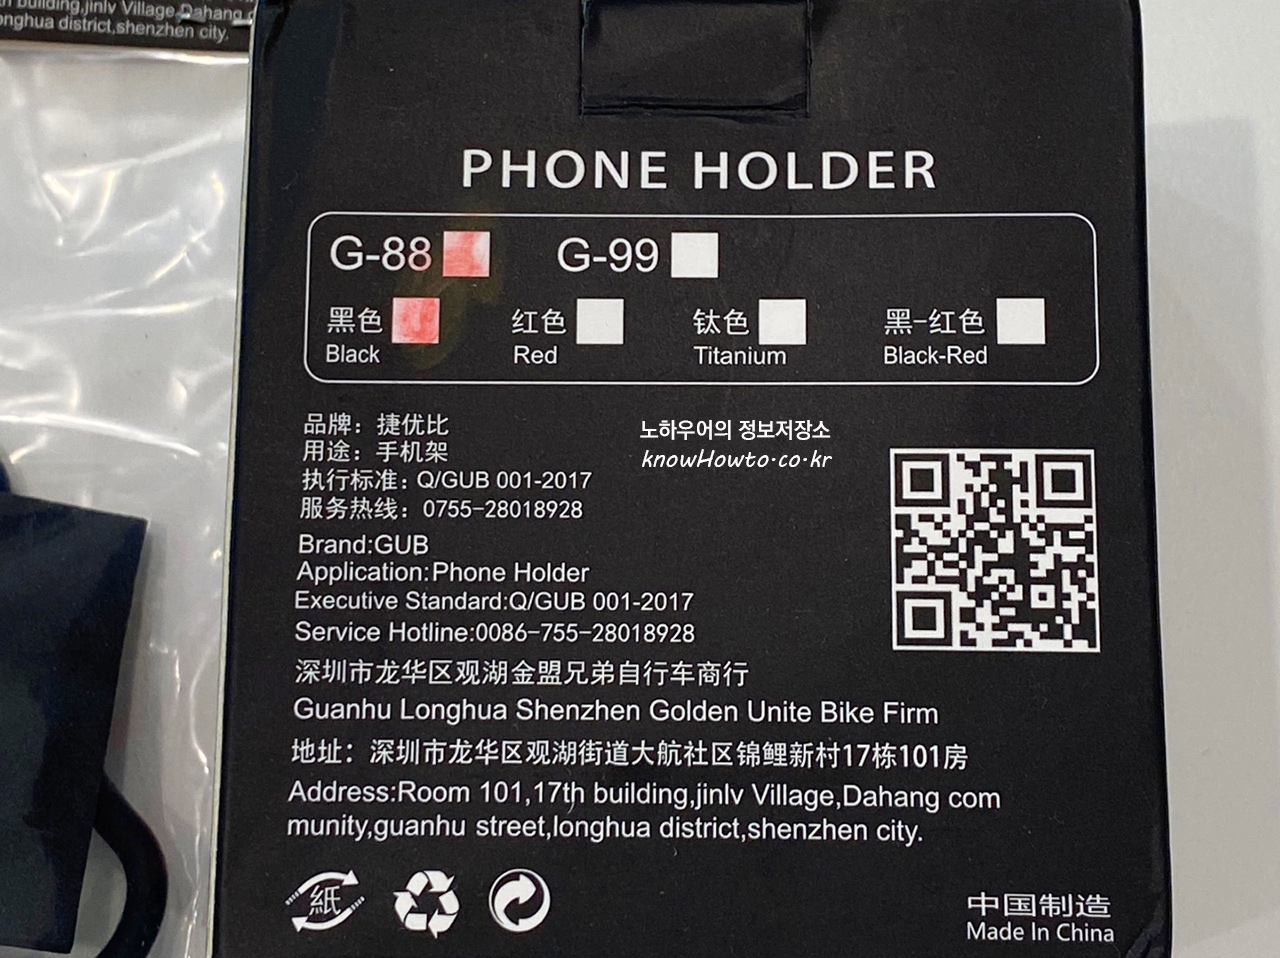 building,jinlv Village,Dahang
onghua district,shenzhen city.
PHONE HOLDER
G-88 G-99
黑色 红色 钛色 黑-红色
Black Red Titanium Black-Red
品牌：捷优比
用途：手机架
执行标准：Q/GUB 001-2017
服务热线：0755-28018928
노하우어의 정보저장소
knowHowto.co.kr
Brand:GUB
Application:Phone Holder
Executive Standard:Q/GUB 001-2017
Service Hotline:0086-755-28018928
深圳市龙华区观湖金盟兄弟自行车商行
Guanhu Longhua Shenzhen Golden Unite Bike Firm
地址：深圳市龙华区观湖街道大航社区锦鲤新村17栋101房
Address:Room 101,17th building,jinlv Village,Dahang com
munity,guanhu street,longhua district,shenzhen city.
紙
中国制造
Made In China